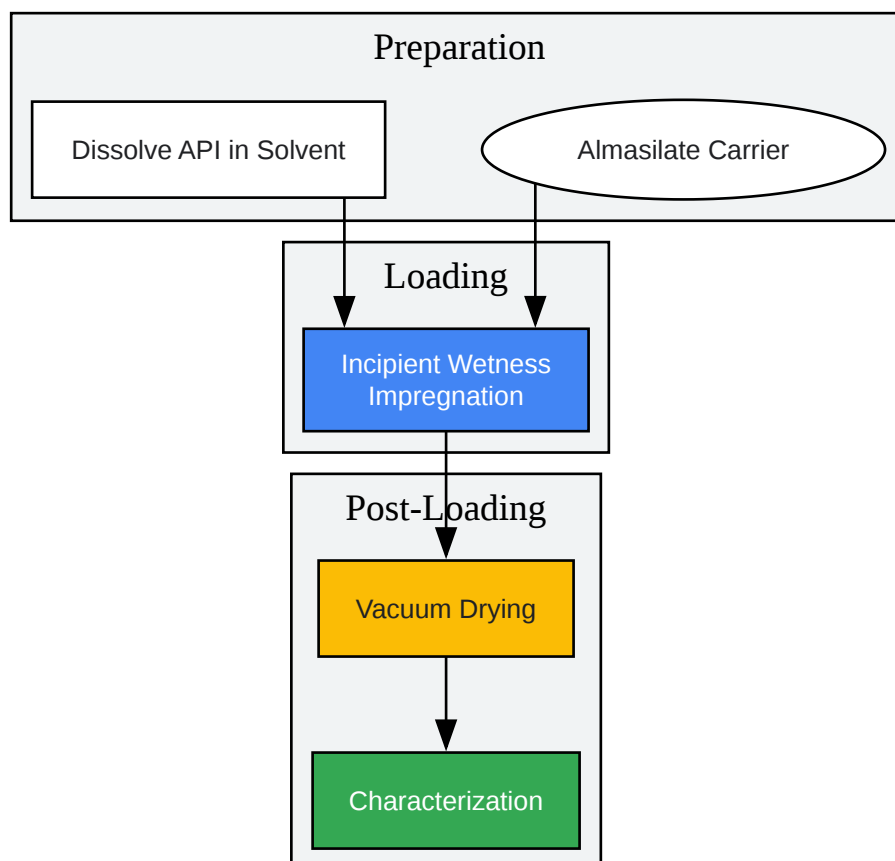 Preparation
Dissolve API in Solvent
Almasilate Carrier
Loading
Incipient Wetness
Impregnation
Post-Loading
Vacuum Drying
Characterization